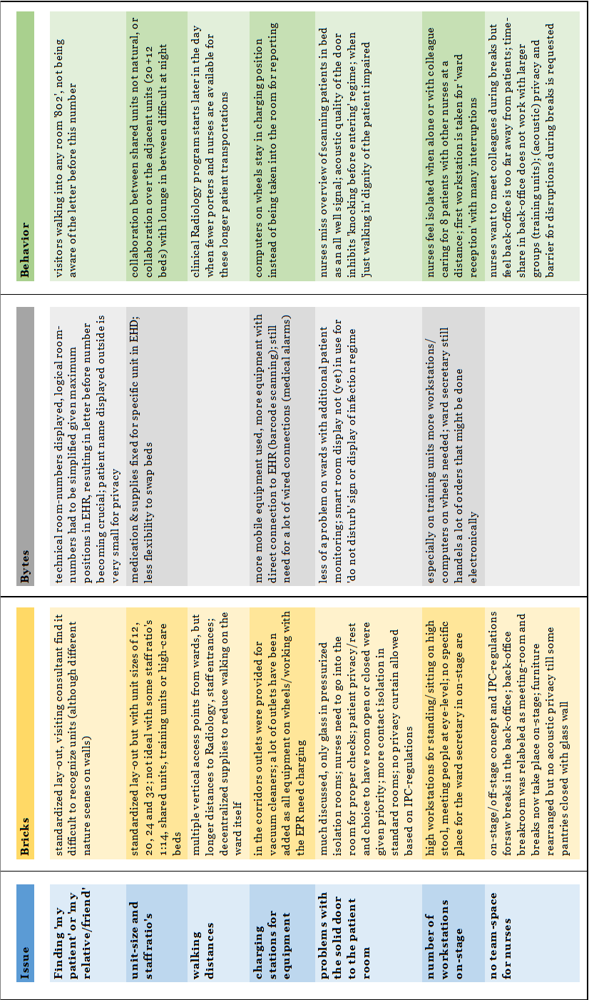 Issue
Bricks
Bytes
Behavior
Finding 'my
patient' or 'my
relative/friend'
standardized lay-out, visiting consultant find it
difficult to recognize units (although different
nature scenes on walls)
technical room-numbers displayed, logical room-
numbers had to be simplified given maximum
positions in EHR, resulting in letter before number
becoming crucial; patient name displayed outside is
very small for privacy
visitors walking into any room '802', not being
aware of the letter before this number
unit-size and
staff ratio's
standardized lay-out but with unit sizes of 12,
20, 24 and 32; not ideal with some staff ratio's
1:14, shared units, training units or high-care
beds
medication & supplies fixed for specific unit in EHD;
less flexibility to swap beds
collaboration between shared units not natural, or
collaboration over the adjacent units (20+12
beds) with lounge in between difficult at night
walking
distances
multiple vertical access points from wards, but
longer distances to Radiology, staff entrances;
decentralized supplies to reduce walking on the
ward itself
clinical Radiology program starts later in the day
when fewer porters and nurses are available for
these longer patient transportations
charging
stations for
equipment
in the corridors outlets were provided for
vacuum cleaners; a lot of outlets have been
added as all equipment on wheels/working with
the EPR need charging
more mobile equipment used, more equipment with
direct connection to EHR (barcode scanning); still
need for a lot of wired connections (medical alarms)
computers on wheels stay in charging position
instead of being taken into the room for reporting
problems with
the solid door
to the patient
room
much discussed, only glass in pressurized
isolation rooms; nurses need to go into the
room for proper checks; patient privacy/rest
and choice to have room open or closed were
given priority; more contact isolation in
standard rooms; no privacy curtain allowed
based on IPC-regulations
less of a problem on wards with additional patient
monitoring; smart room display not (yet) in use for
'do not disturb' sign or display of infection regime
nurses miss overview of scanning patients in bed
as an all well signal; acoustic quality of the door
inhibits 'knocking before entering' regime; when
'just walking in' dignity of the patient impaired
number of
workstations
on-stage
high workstations for standing/sitting on high
stool, meeting people at eye-level; no specific
place for the ward secretary in on-stage are
especially on training units more workstations/
computers on wheels needed; ward secretary still
handels a lot of orders that might be done
electronically
nurses feel isolated when alone or with colleague
caring for 8 patients with other nurses at a
distance; first workstation is taken for 'ward
reception' with many interruptions
no team-space
for nurses
on-stage/off-stage concept and IPC-regulations
forsaw breaks in the back-office; back-office
breakroom was relabeled as meeting-room and
breaks now take place on-stage; furniture
rearranged but no acoustic privacy till some
pantries closed with glass wall
nurses want to meet colleagues during breaks but
feel back-office is too far away from patients; time-
share in back-office does not work with larger
groups (training units); (acoustic) privacy and
barrier for disruptions during breaks is requested